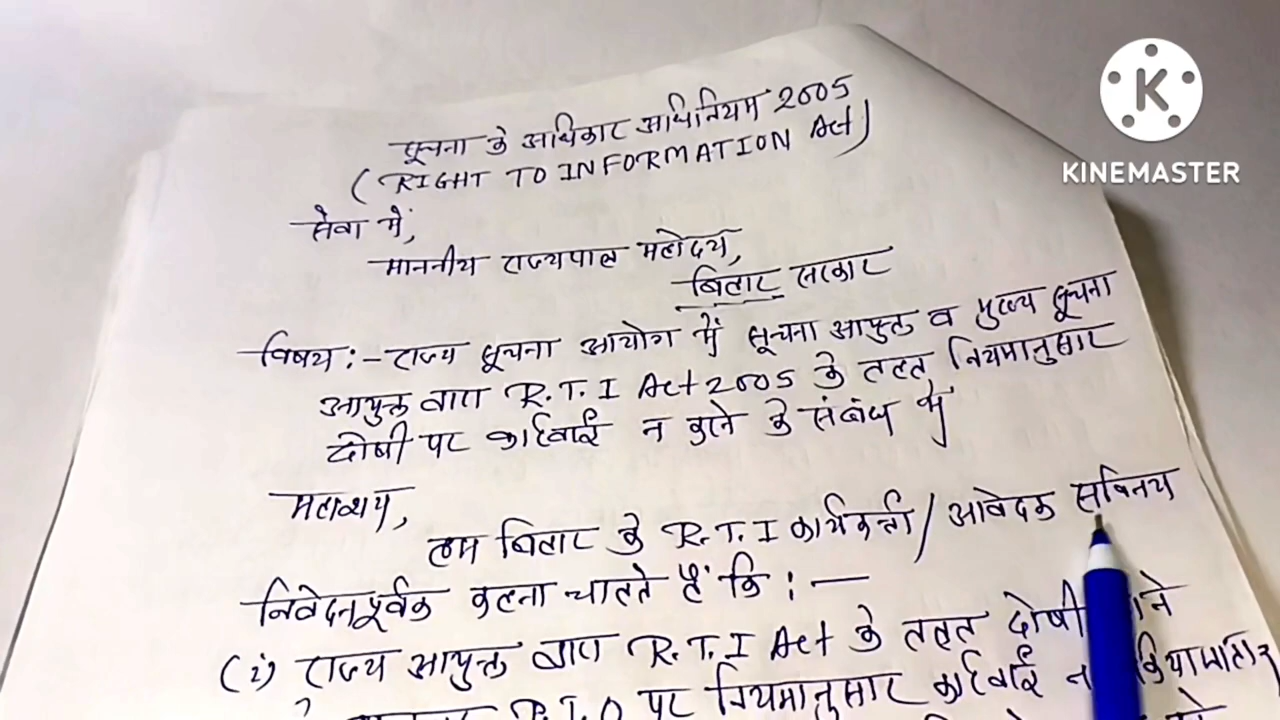 सूचना के अधिकार अधिनियम 2005
(RIGHT TO INFORMATION Act)
सेवा में,
माननीय राज्यपाल महोदय,
बिहार सरकार
विषय:- राज्य सूचना आयोग में सूचना आयुक्त व मुख्य सूचना
आयुक्त द्वारा R.T.I Act 2005 के तहत नियमानुसार
दोषी पर कार्रवाई न करने के संबंध में
महाशय,
हम बिहार के R.T.I कार्यकर्त्ता/आवेदक सविनय
निवेदनपूर्वक कहना चाहते हैं कि :—
(i) राज्य आयुक्त द्वारा R.T.I Act के तहत दोषी
P.I.O पर नियमानुसार कार्रवाई
K
KINEMASTER